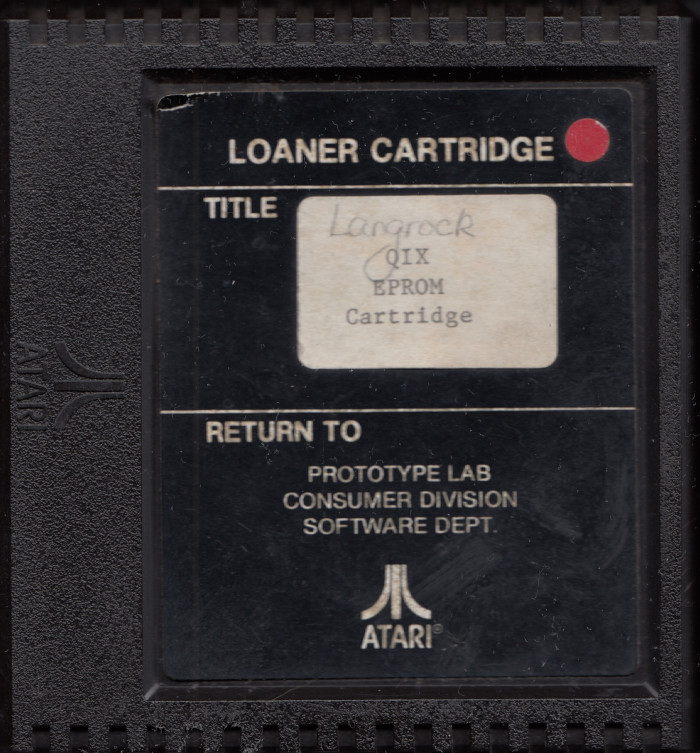 LOANER CARTRIDGE
TITLE
Langrock
QIX
EPROM
Cartridge
RETURN TO
PROTOTYPE LAB
CONSUMER DIVISION
SOFTWARE DEPT.
ATARI®
ATARI